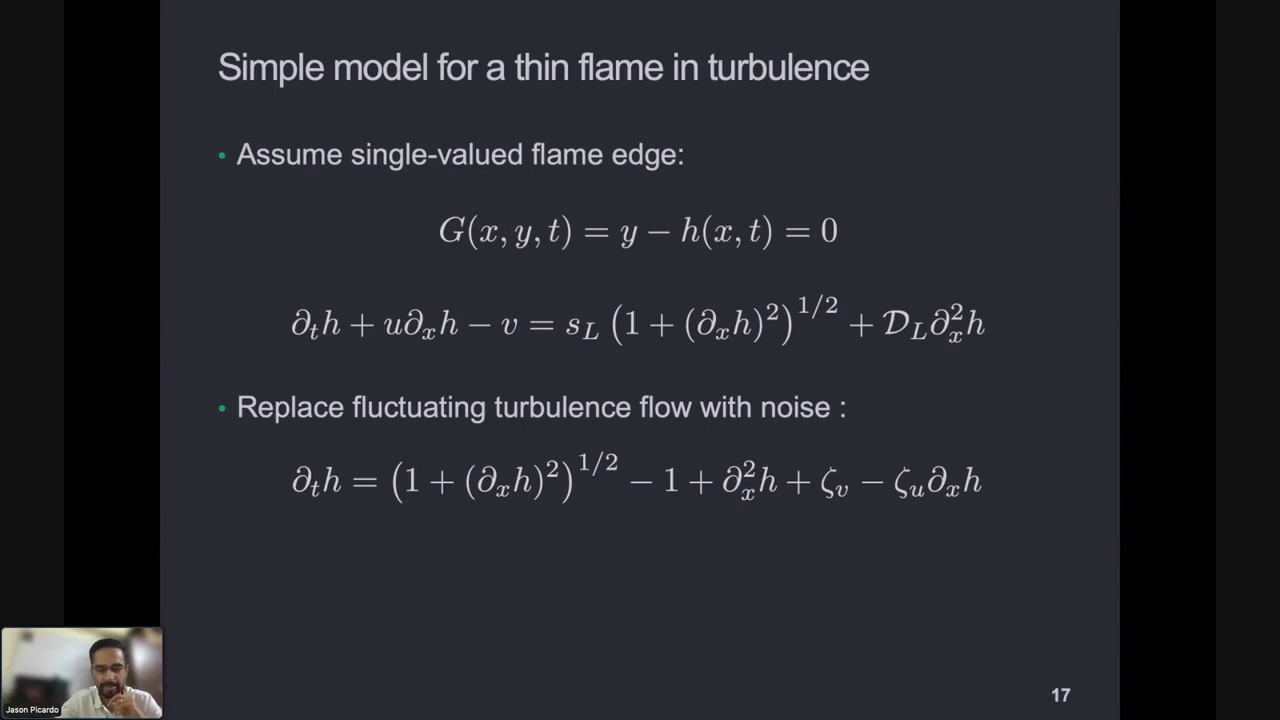 Simple model for a thin flame in turbulence
• Assume single-valued flame edge:
G(x, y, t) = y − h(x, t) = 0
∂ₜh + u∂ₓh − v = s_L (1 + (∂ₓh)²)^{1/2} + 𝒟_L ∂ₓ²h
• Replace fluctuating turbulence flow with noise :
∂ₜh = (1 + (∂ₓh)²)^{1/2} − 1 + ∂ₓ²h + ζ_v − ζ_u ∂ₓh
17
Jason Picardo